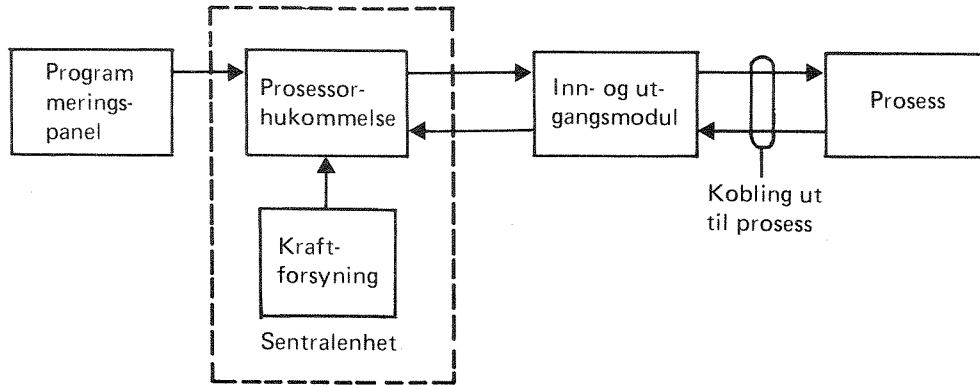 Program
merings-
panel
Prosessor-
hukommelse
Kraft-
forsyning
Sentralenhet
Inn- og ut-
gangsmodul
Kobling ut
til prosess
Prosess